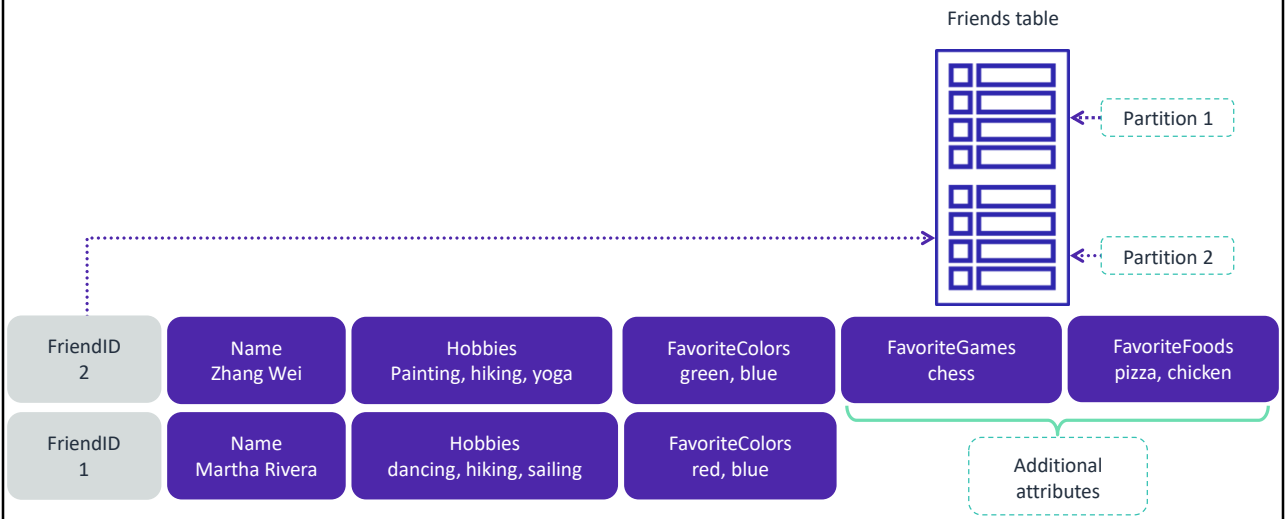 Friends table
Partition 1
Partition 2
FriendID
2
Name
Zhang Wei
Hobbies
Painting, hiking, yoga
FavoriteColors
green, blue
FavoriteGames
chess
FavoriteFoods
pizza, chicken
FriendID
1
Name
Martha Rivera
Hobbies
dancing, hiking, sailing
FavoriteColors
red, blue
Additional
attributes